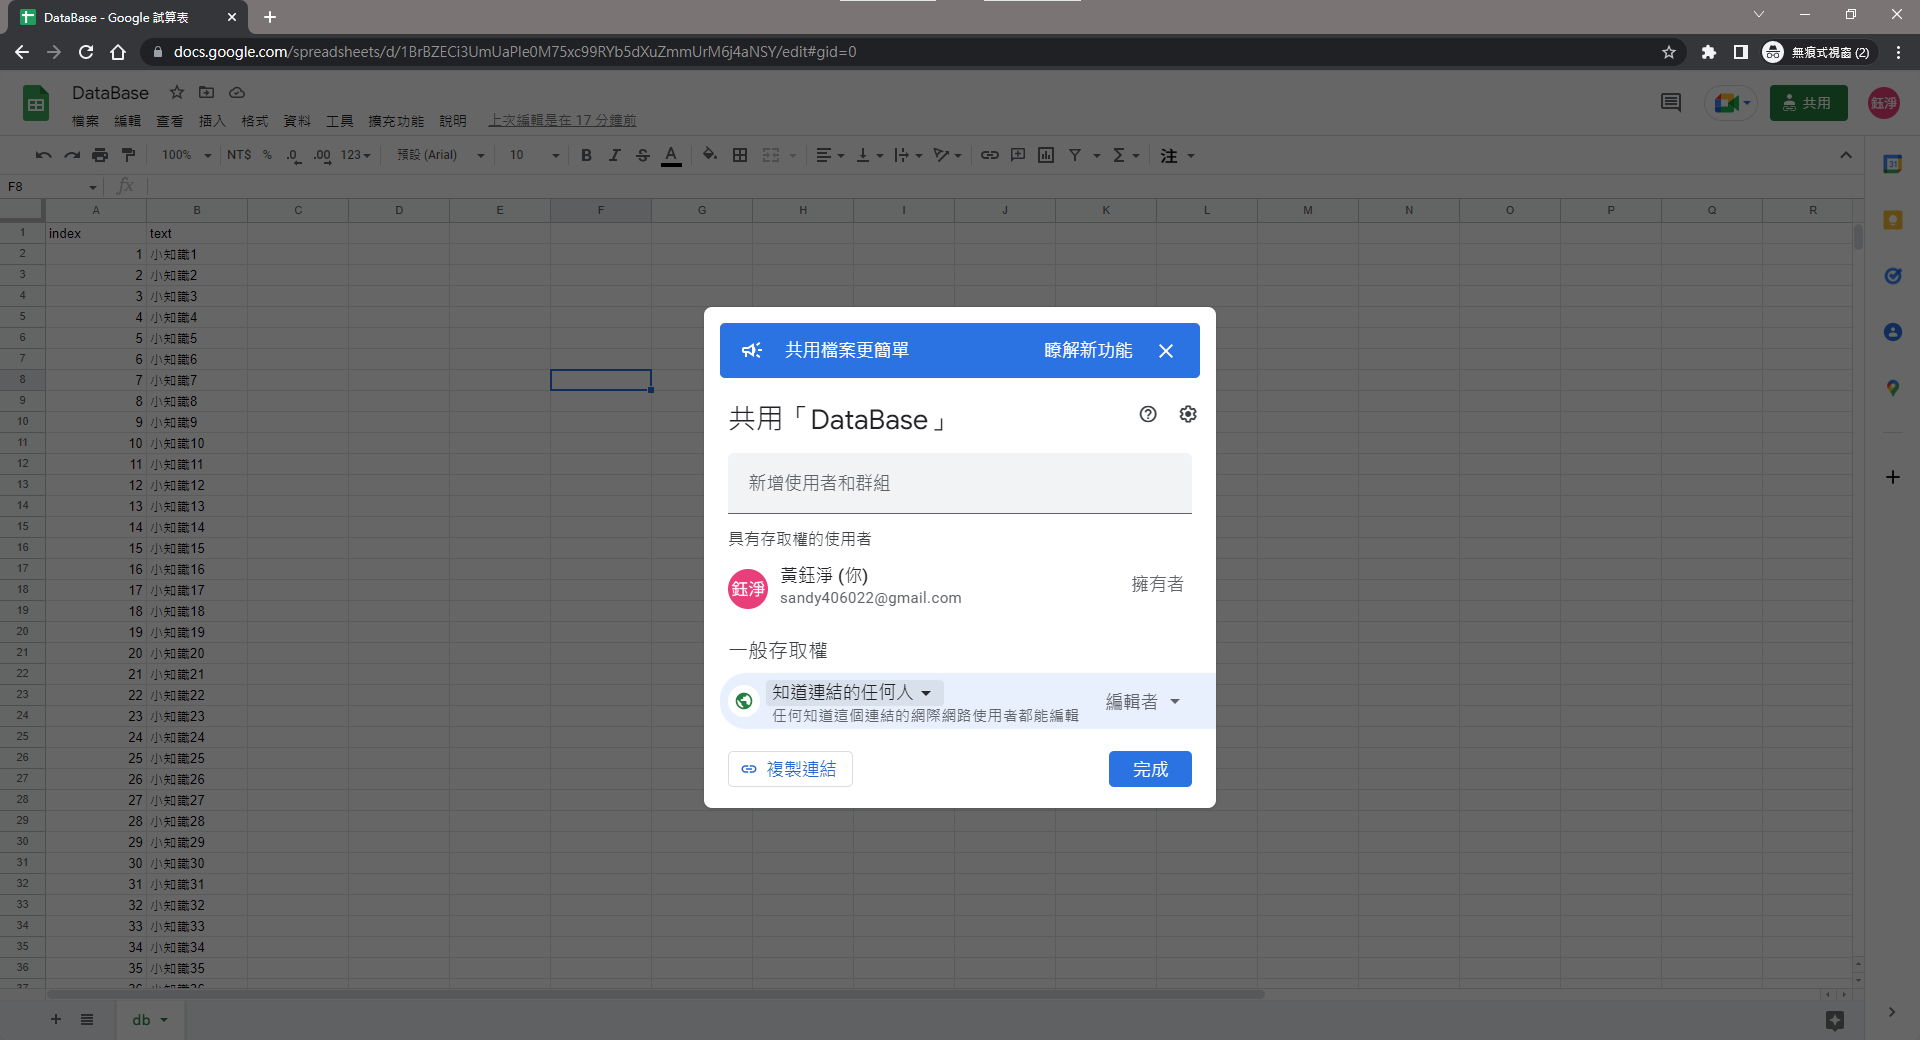 DataBase - Google 試算表
docs.google.com/spreadsheets/d/1BrBZECi3UmUaPle0M75xc99RYb5dXuZmmUrM6j4aNSY/edit#gid=0
無痕式視窗 (2)
DataBase
檔案 編輯 查看 插入 格式 資料 工具 擴充功能 說明 上次編輯是在 17 分鐘前
共用
鈺淨
100% NT$ % .0 .00 123 預設 (Arial) 10 B I S A 注
F8 fx
A B C D E F G H I J K L M N O P Q R
1 index text
2 1 小知識1
3 2 小知識2
4 3 小知識3
5 4 小知識4
6 5 小知識5
7 6 小知識6
8 7 小知識7
9 8 小知識8
10 9 小知識9
11 10 小知識10
12 11 小知識11
13 12 小知識12
14 13 小知識13
15 14 小知識14
16 15 小知識15
17 16 小知識16
18 17 小知識17
19 18 小知識18
20 19 小知識19
21 20 小知識20
22 21 小知識21
23 22 小知識22
24 23 小知識23
25 24 小知識24
26 25 小知識25
27 26 小知識26
28 27 小知識27
29 28 小知識28
30 29 小知識29
31 30 小知識30
32 31 小知識31
33 32 小知識32
34 33 小知識33
35 34 小知識34
36 35 小知識35
37 36 小知識36
共用檔案更簡單 瞭解新功能
共用「DataBase」
新增使用者和群組
具有存取權的使用者
鈺淨 黃鈺淨 (你)
sandy406022@gmail.com
擁有者
一般存取權
知道連結的任何人
任何知道這個連結的網際網路使用者都能編輯
編輯者
複製連結 完成
db
31